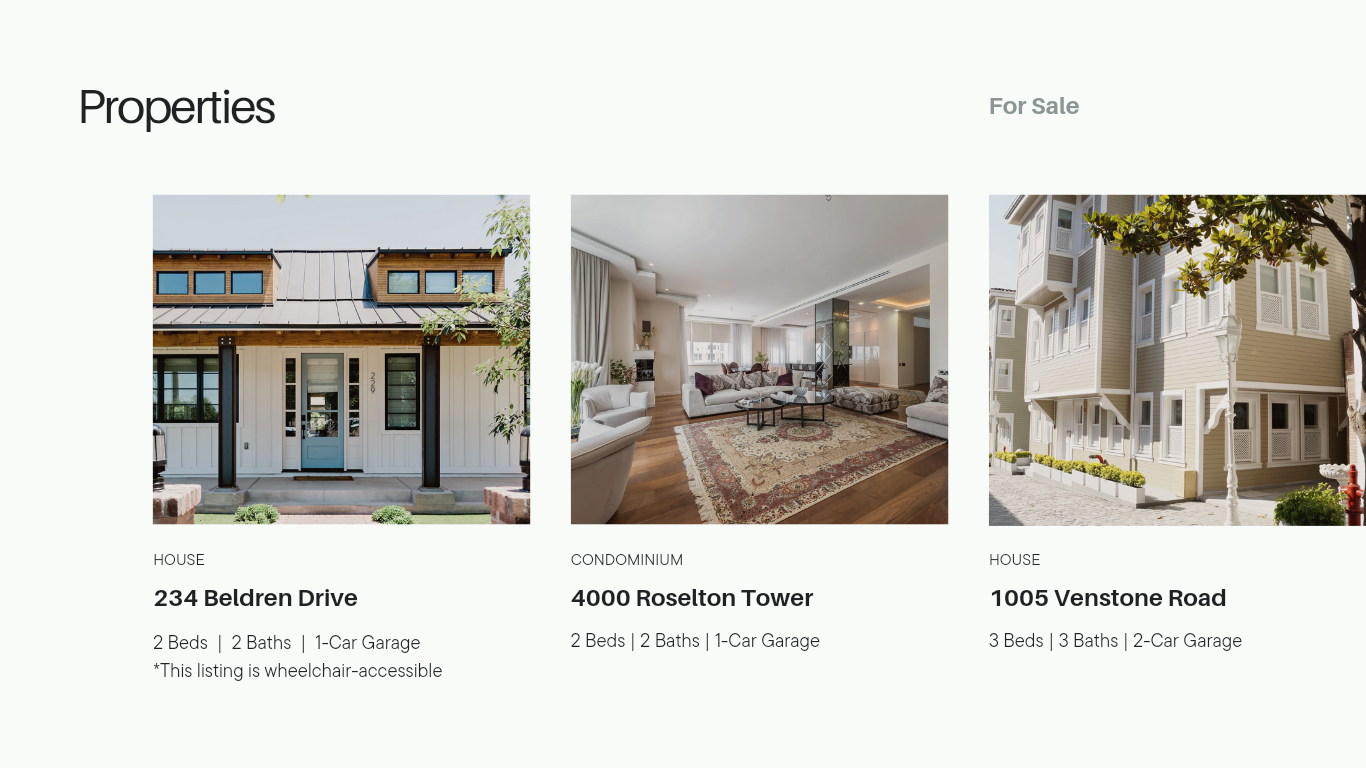 Properties
For Sale
229
HOUSE
234 Beldren Drive
2 Beds | 2 Baths | 1-Car Garage
*This listing is wheelchair-accessible
CONDOMINIUM
4000 Roselton Tower
2 Beds | 2 Baths | 1-Car Garage
HOUSE
1005 Venstone Road
3 Beds | 3 Baths | 2-Car Garage